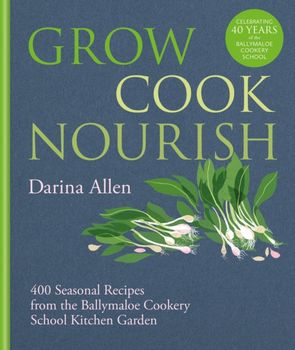 GROW
COOK
NOURISH
CELEBRATING
40 YEARS
of the
BALLYMALOE
COOKERY
SCHOOL
Darina Allen
400 Seasonal Recipes
from the Ballymaloe Cookery
School Kitchen Garden